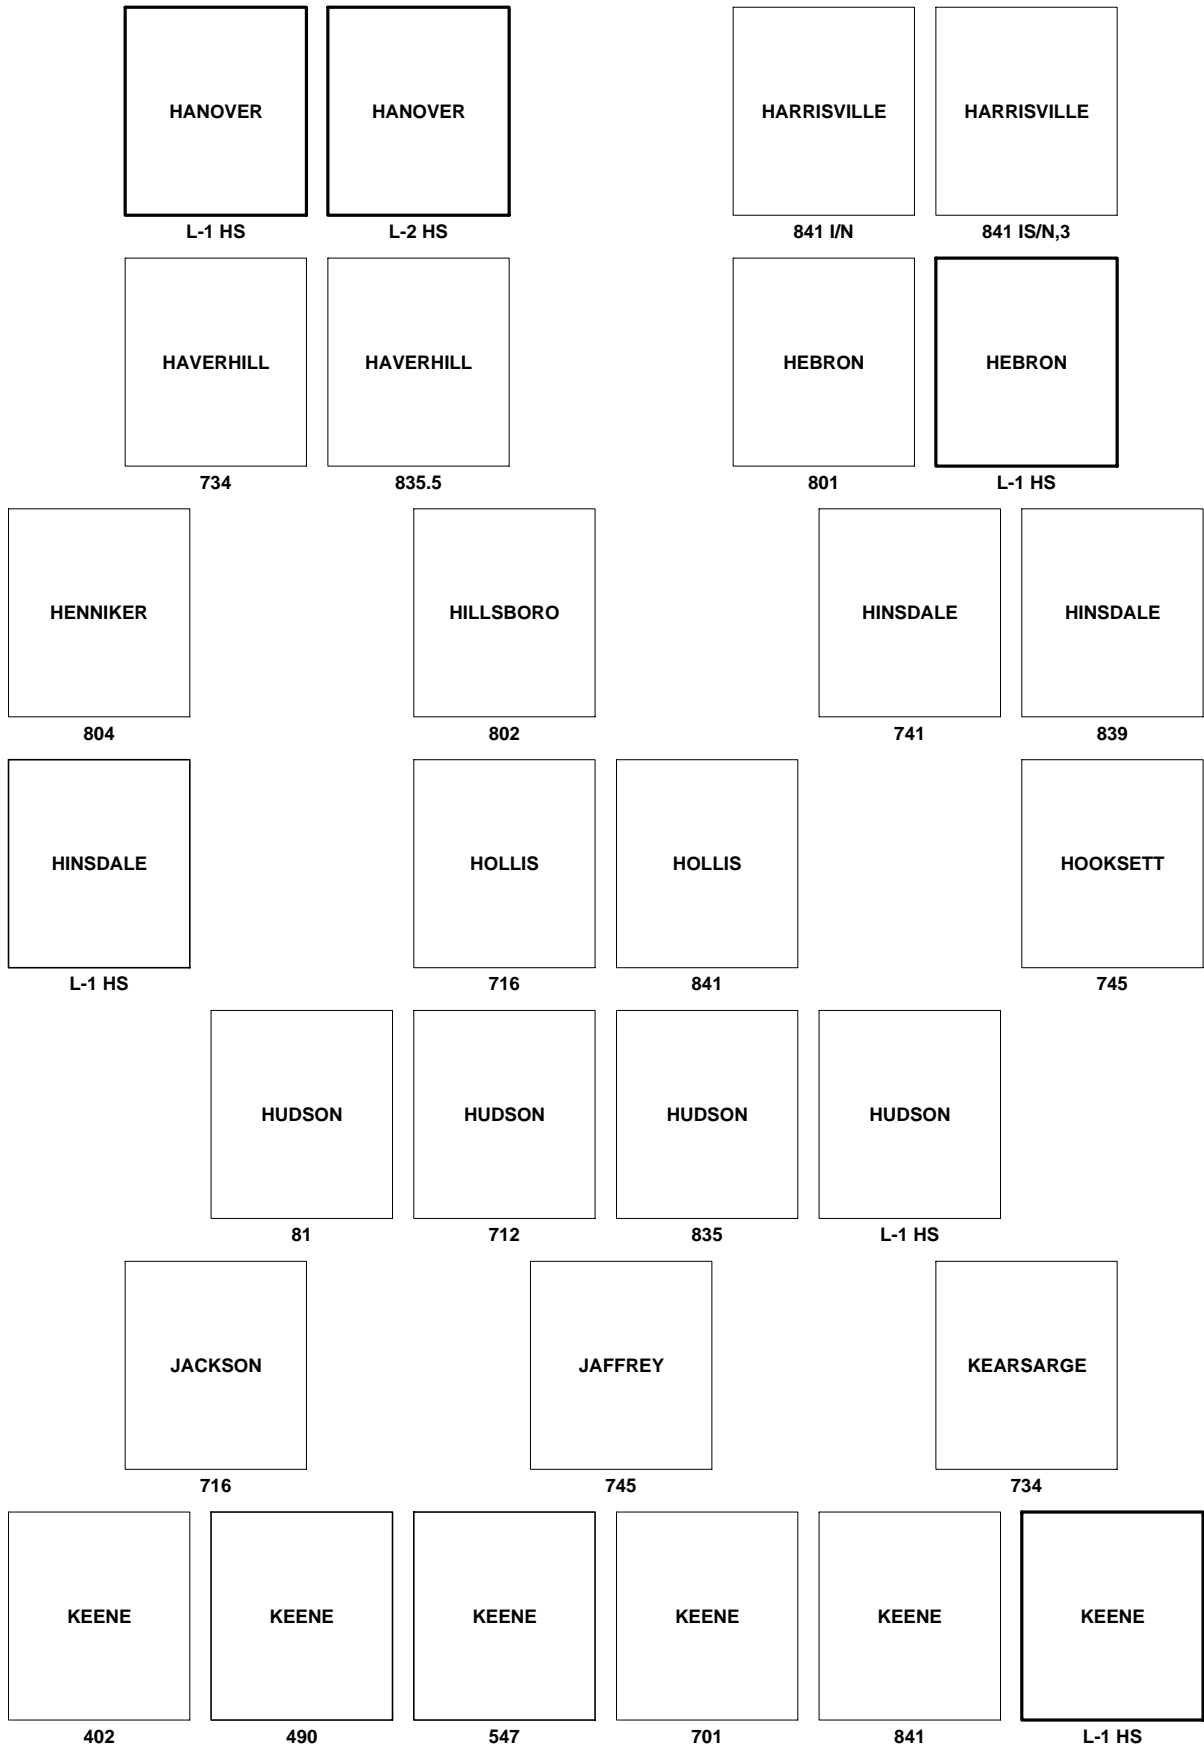 HANOVER HANOVER HARRISVILLE HARRISVILLE
L-1 HS L-2 HS 841 I/N 841 IS/N,3
HAVERHILL HAVERHILL HEBRON HEBRON
734 835.5 801 L-1 HS
HENNIKER HILLSBORO HINSDALE HINSDALE
804 802 741 839
HINSDALE HOLLIS HOLLIS HOOKSETT
L-1 HS 716 841 745
HUDSON HUDSON HUDSON HUDSON
81 712 835 L-1 HS
JACKSON JAFFREY KEARSARGE
716 745 734
KEENE KEENE KEENE KEENE KEENE KEENE
402 490 547 701 841 L-1 HS